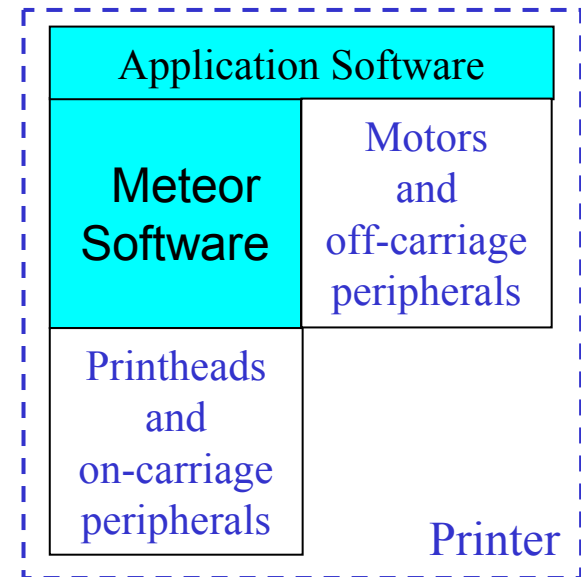 Application Software
Meteor
Software
Motors
and
off-carriage
peripherals
Printheads
and
on-carriage
peripherals
Printer